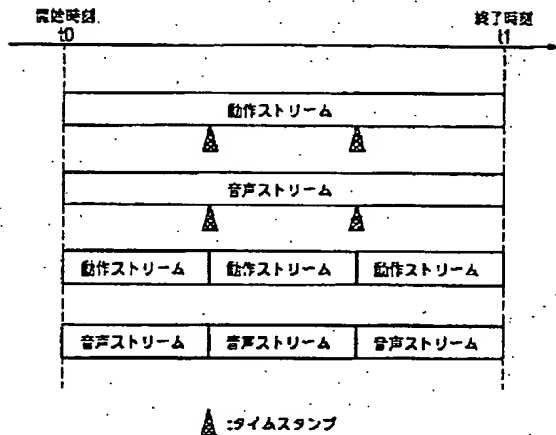 開始時刻
t0
終了時刻
t1
動作ストリーム
音声ストリーム
動作ストリーム 動作ストリーム 動作ストリーム
音声ストリーム 音声ストリーム 音声ストリーム
:タイムスタンプ